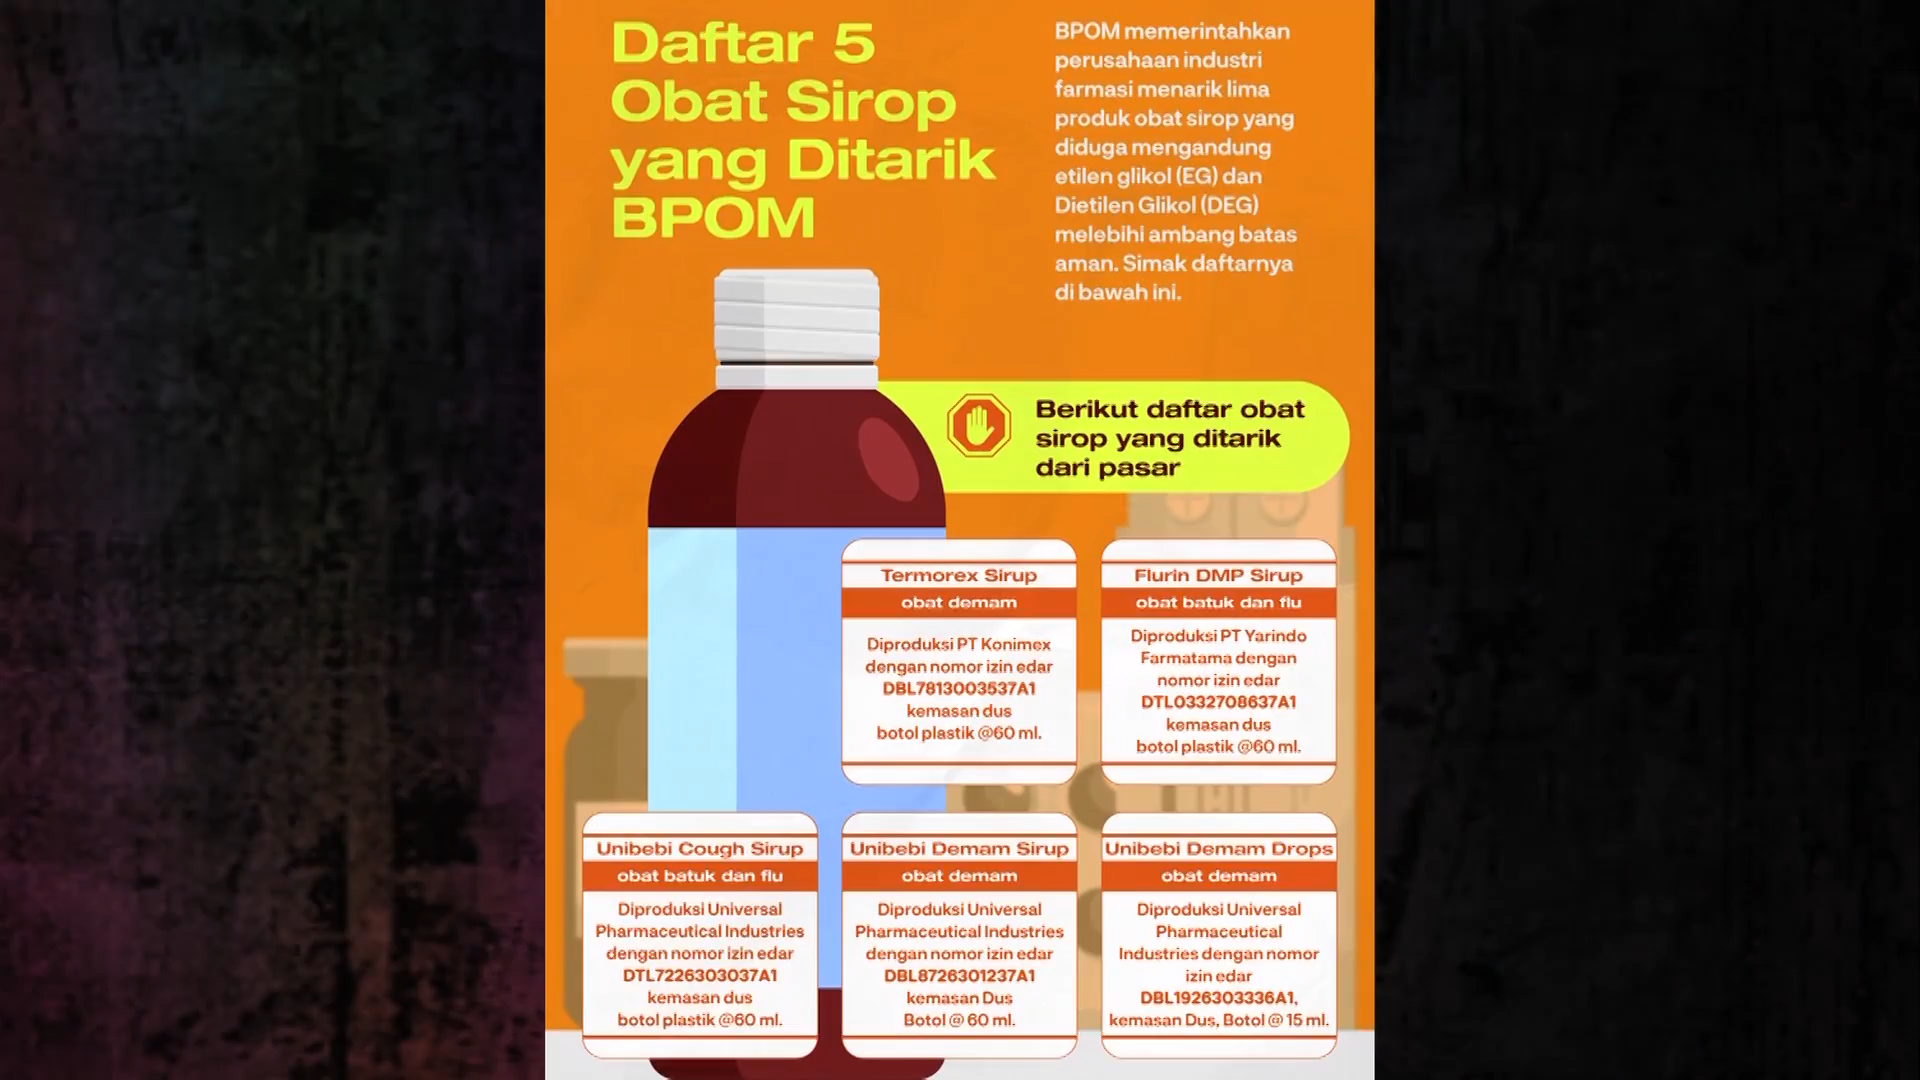 Daftar 5
Obat Sirop
yang Ditarik
BPOM
BPOM memerintahkan
perusahaan industri
farmasi menarik lima
produk obat sirop yang
diduga mengandung
etilen glikol (EG) dan
Dietilen Glikol (DEG)
melebihi ambang batas
aman. Simak daftarnya
di bawah ini.
Berikut daftar obat
sirop yang ditarik
dari pasar
Termorex Sirup
obat demam
Diproduksi PT Konimex
dengan nomor izin edar
DBL7813003537A1
kemasan dus
botol plastik @60 ml.
Flurin DMP Sirup
obat batuk dan flu
Diproduksi PT Yarindo
Farmatama dengan
nomor izin edar
DTL0332708637A1
kemasan dus
botol plastik @60 ml.
Unibebi Cough Sirup
obat batuk dan flu
Diproduksi Universal
Pharmaceutical Industries
dengan nomor izin edar
DTL7226303037A1
kemasan dus
botol plastik @60 ml.
Unibebi Demam Sirup
obat demam
Diproduksi Universal
Pharmaceutical Industries
dengan nomor izin edar
DBL8726301237A1
kemasan Dus
Botol @ 60 ml.
Unibebi Demam Drops
obat demam
Diproduksi Universal
Pharmaceutical
Industries dengan nomor
izin edar
DBL1926303336A1,
kemasan Dus, Botol @ 15 ml.